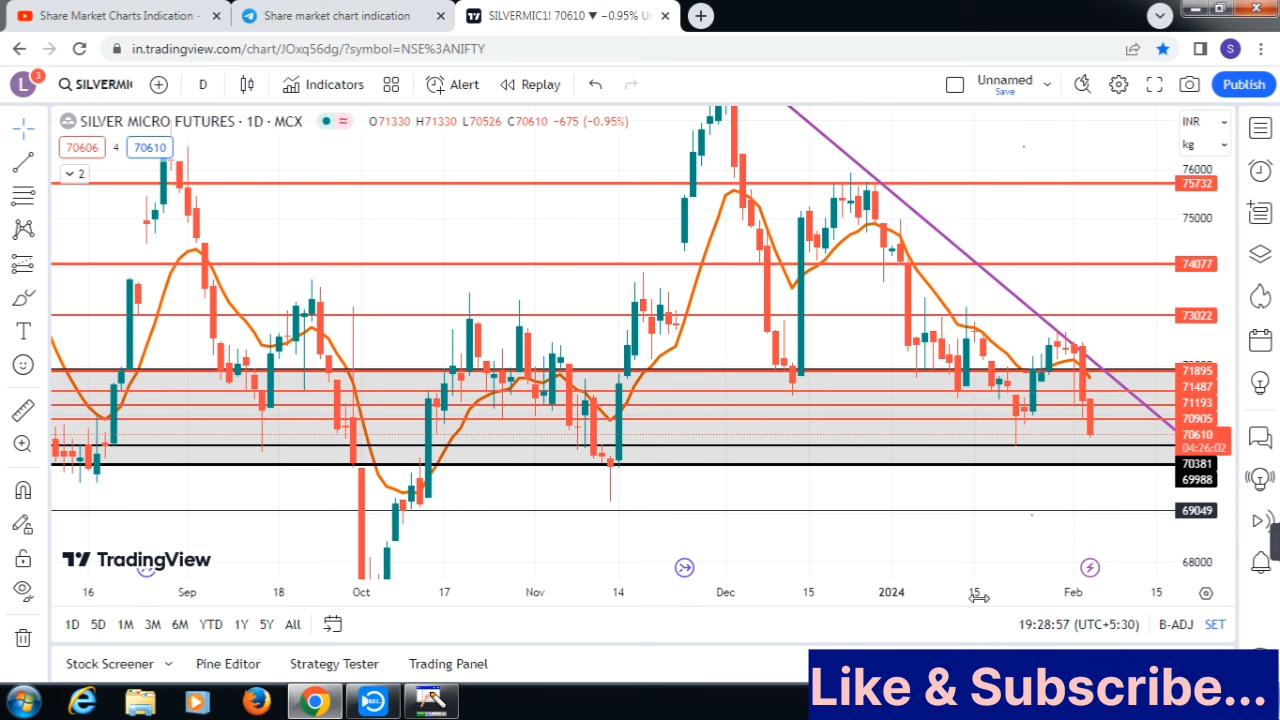 Share Market Charts Indication -
Share market chart indication
SILVERMIC1! 70610 ▼ −0.95% Un
in.tradingview.com/chart/JOxq56dg/?symbol=NSE%3ANIFTY
S
L
3
SILVERMI
D
Indicators
Alert
Replay
Unnamed
Save
Publish
SILVER MICRO FUTURES · 1D · MCX
O71330 H71330 L70526 C70610 −675 (−0.95%)
INR
kg
70606
4
70610
2
76000
75732
75000
74077
73022
71895
71487
71193
70905
70610
04:26:02
70381
69988
69049
68000
TradingView
16
Sep
18
Oct
17
Nov
14
Dec
15
2024
15
Feb
15
1D
5D
1M
3M
6M
YTD
1Y
5Y
All
19:28:57 (UTC+5:30)
B-ADJ
SET
Stock Screener
Pine Editor
Strategy Tester
Trading Panel
REC
Like & Subscribe...